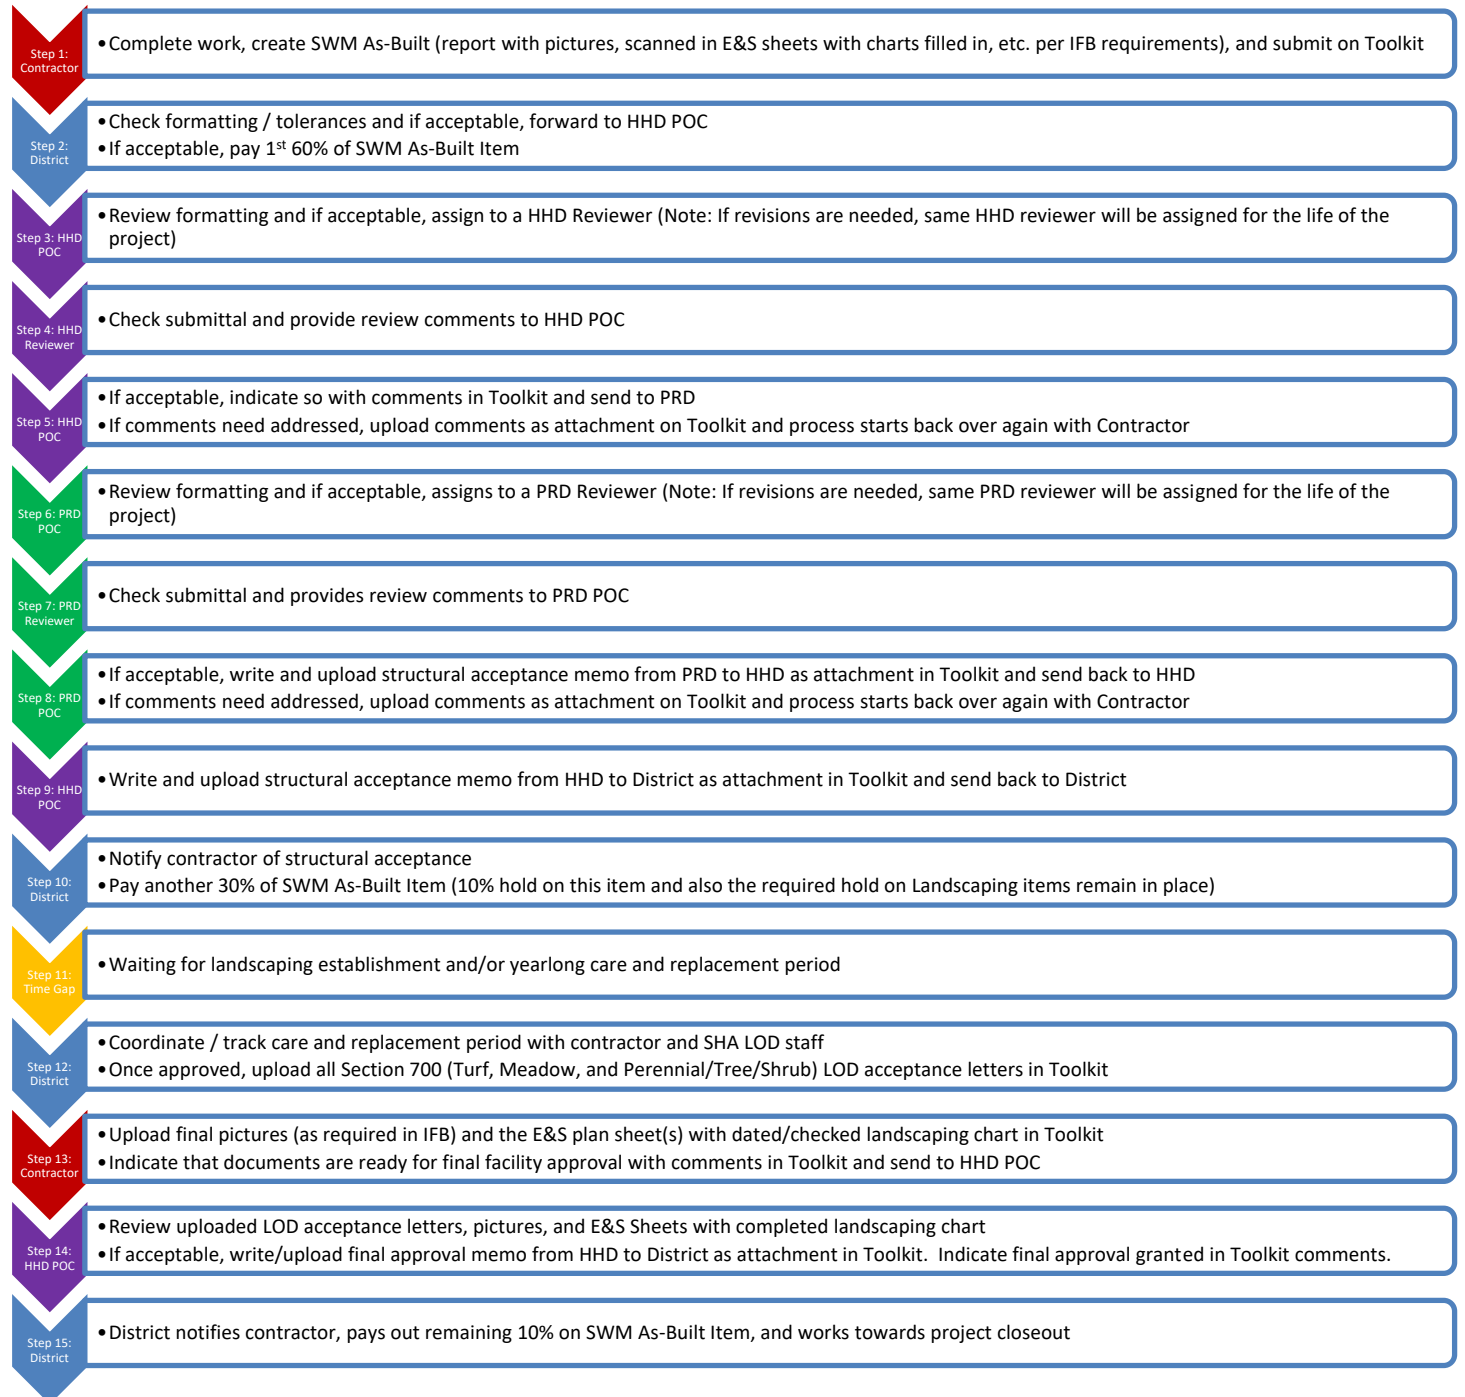 Step 1:
Contractor
•Complete work, create SWM As-Built (report with pictures, scanned in E&S sheets with charts filled in, etc. per IFB requirements), and submit on Toolkit
Step 2:
District
•Check formatting / tolerances and if acceptable, forward to HHD POC
•If acceptable, pay 1st 60% of SWM As-Built Item
Step 3: HHD
POC
•Review formatting and if acceptable, assign to a HHD Reviewer (Note: If revisions are needed, same HHD reviewer will be assigned for the life of the
project)
Step 4: HHD
Reviewer
•Check submittal and provide review comments to HHD POC
Step 5: HHD
POC
•If acceptable, indicate so with comments in Toolkit and send to PRD
•If comments need addressed, upload comments as attachment on Toolkit and process starts back over again with Contractor
Step 6: PRD
POC
•Review formatting and if acceptable, assigns to a PRD Reviewer (Note: If revisions are needed, same PRD reviewer will be assigned for the life of the
project)
Step 7: PRD
Reviewer
•Check submittal and provides review comments to PRD POC
Step 8: PRD
POC
•If acceptable, write and upload structural acceptance memo from PRD to HHD as attachment in Toolkit and send back to HHD
•If comments need addressed, upload comments as attachment on Toolkit and process starts back over again with Contractor
Step 9: HHD
POC
•Write and upload structural acceptance memo from HHD to District as attachment in Toolkit and send back to District
Step 10:
District
•Notify contractor of structural acceptance
•Pay another 30% of SWM As-Built Item (10% hold on this item and also the required hold on Landscaping items remain in place)
Step 11:
Time Gap
•Waiting for landscaping establishment and/or yearlong care and replacement period
Step 12:
District
•Coordinate / track care and replacement period with contractor and SHA LOD staff
•Once approved, upload all Section 700 (Turf, Meadow, and Perennial/Tree/Shrub) LOD acceptance letters in Toolkit
Step 13:
Contractor
•Upload final pictures (as required in IFB) and the E&S plan sheet(s) with dated/checked landscaping chart in Toolkit
•Indicate that documents are ready for final facility approval with comments in Toolkit and send to HHD POC
Step 14:
HHD POC
•Review uploaded LOD acceptance letters, pictures, and E&S Sheets with completed landscaping chart
•If acceptable, write/upload final approval memo from HHD to District as attachment in Toolkit.  Indicate final approval granted in Toolkit comments.
Step 15:
District
•District notifies contractor, pays out remaining 10% on SWM As-Built Item, and works towards project closeout